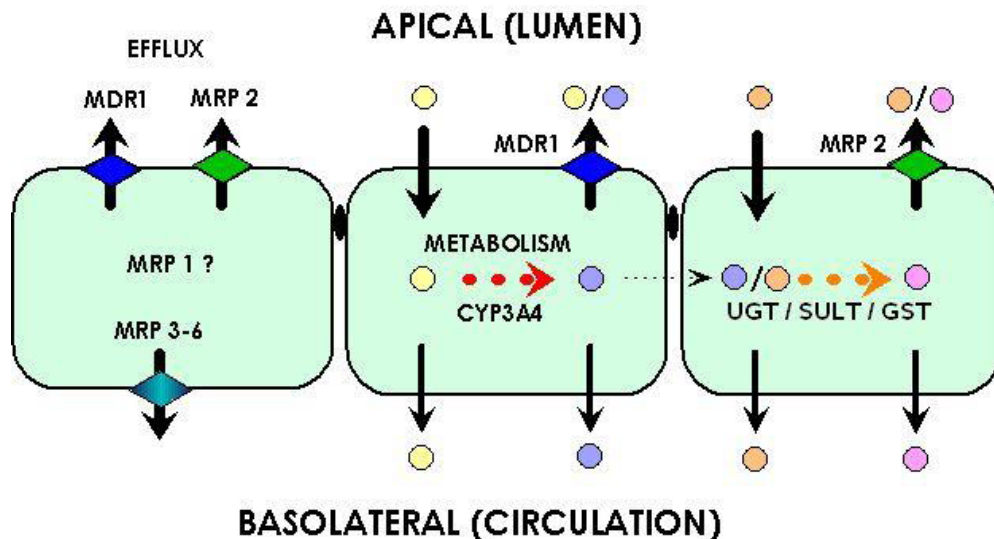 APICAL (LUMEN)
EFFLUX
MDR1
MRP 2
/
/
MDR1
MRP 2
MRP 1 ?
METABOLISM
/
CYP3A4
UGT / SULT / GST
MRP 3-6
BASOLATERAL (CIRCULATION)